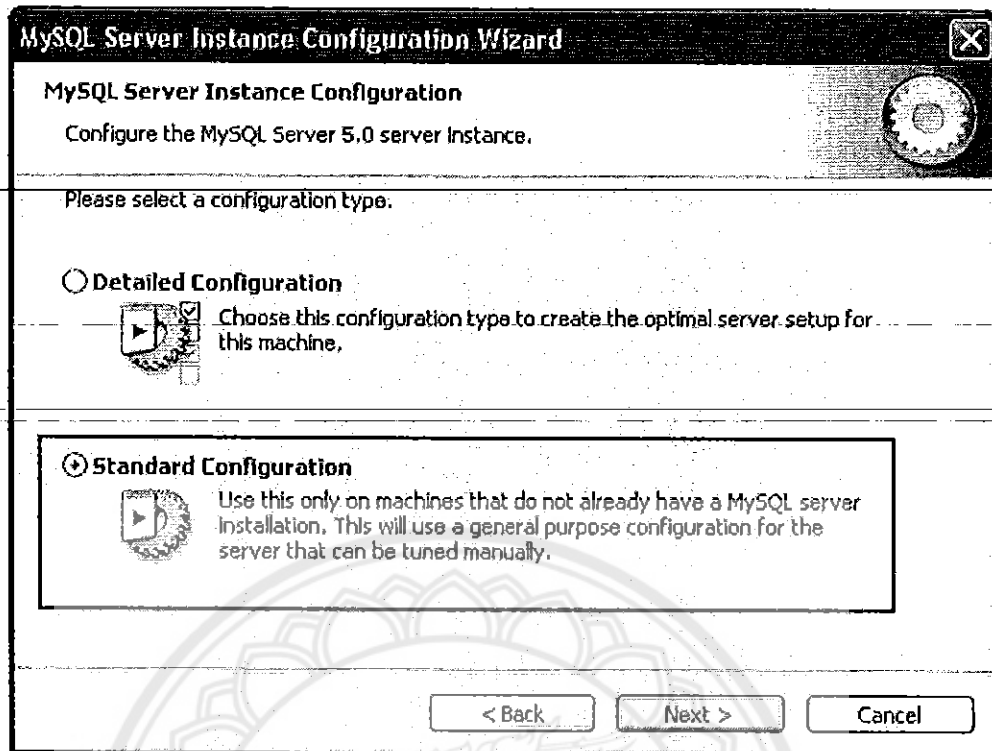 MySQL Server Instance Configuration Wizard
MySQL Server Instance Configuration
Configure the MySQL Server 5.0 server instance.
Please select a configuration type.
Detailed Configuration
Choose this configuration type to create the optimal server setup for
this machine.
Standard Configuration
Use this only on machines that do not already have a MySQL server
installation. This will use a general purpose configuration for the
server that can be tuned manually.
< Back
Next >
Cancel